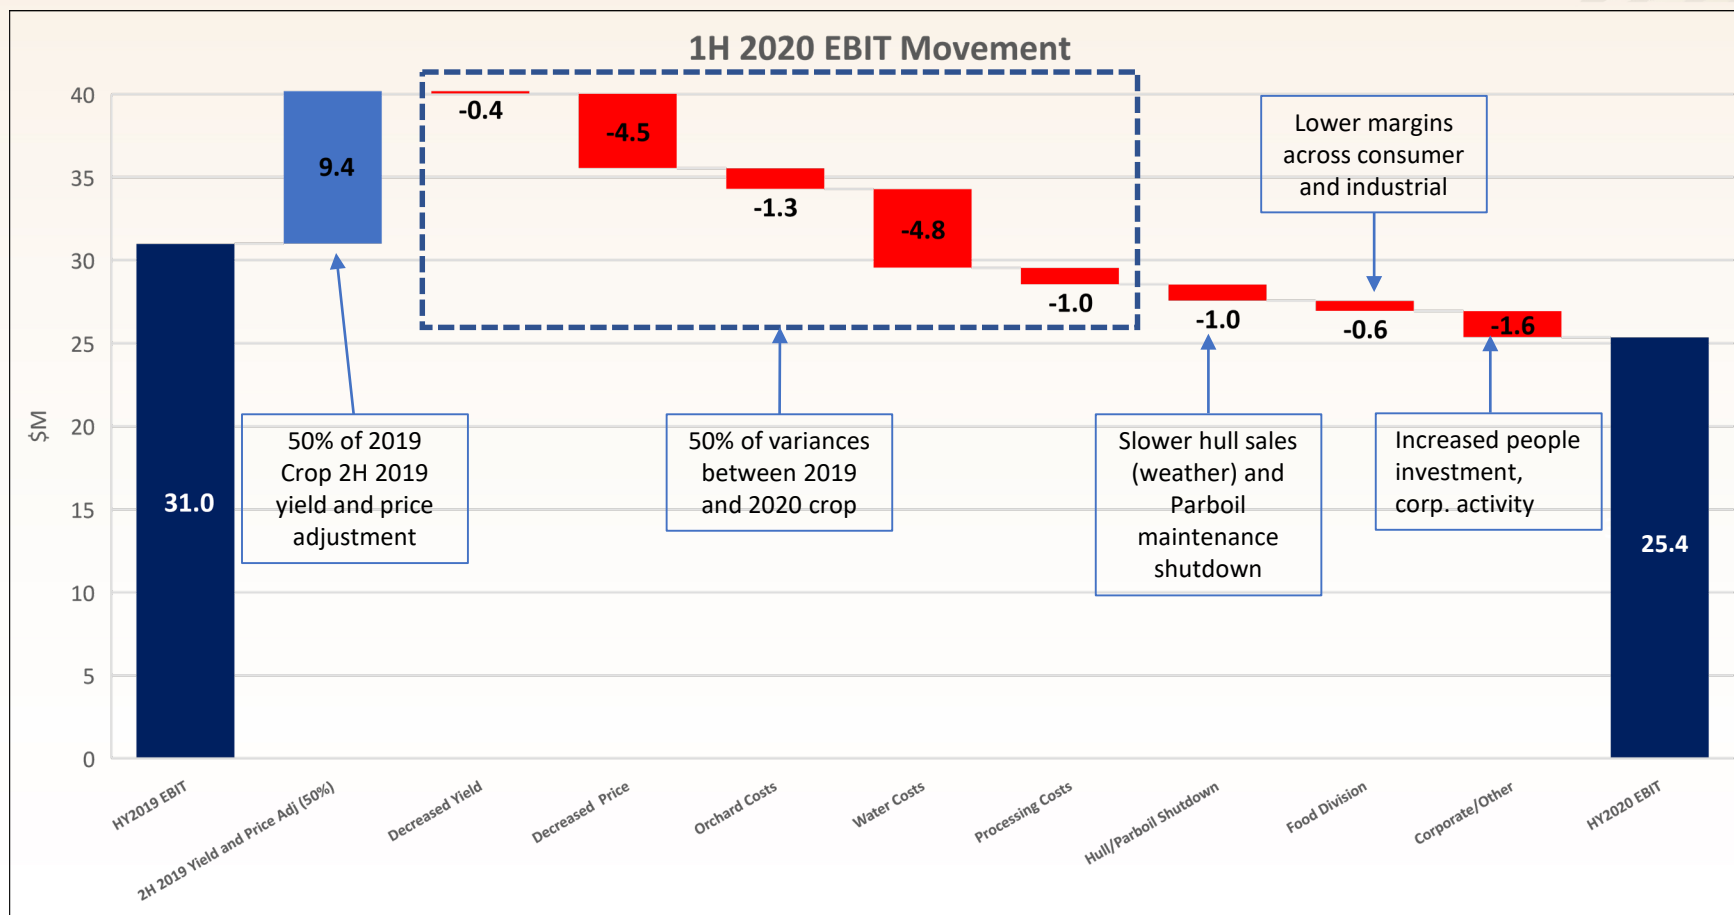 1H 2020 EBIT Movement
$M
40
35
30
25
20
15
10
5
0
31.0
9.4
-0.4
-4.5
-1.3
-4.8
-1.0
-1.0
-0.6
-1.6
25.4
Lower margins
across consumer
and industrial
50% of 2019
Crop 2H 2019
yield and price
adjustment
50% of variances
between 2019
and 2020 crop
Slower hull sales
(weather) and
Parboil
maintenance
shutdown
Increased people
investment,
corp. activity
HY2019 EBIT
2H 2019 Yield and Price Adj (50%)
Decreased Yield
Decreased Price
Orchard Costs
Water Costs
Processing Costs
Hull/Parboil Shutdown
Food Division
Corporate/Other
HY2020 EBIT